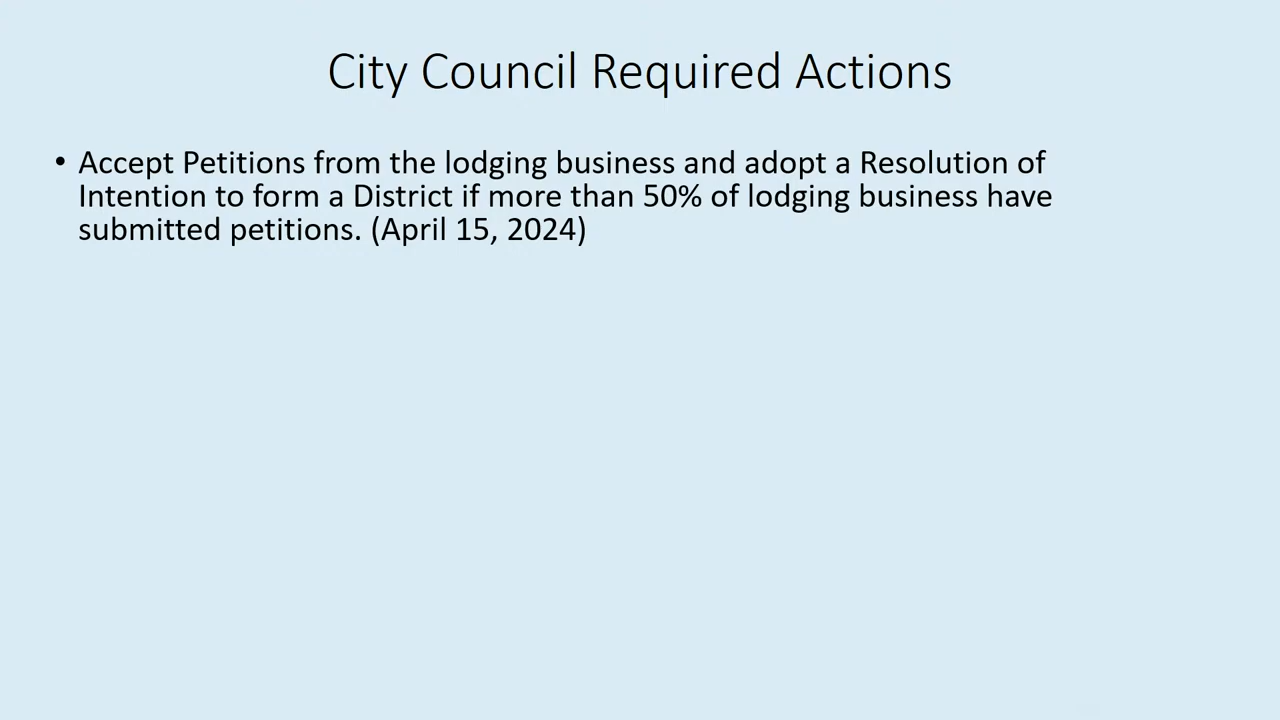 City Council Required Actions
• Accept Petitions from the lodging business and adopt a Resolution of
Intention to form a District if more than 50% of lodging business have
submitted petitions. (April 15, 2024)